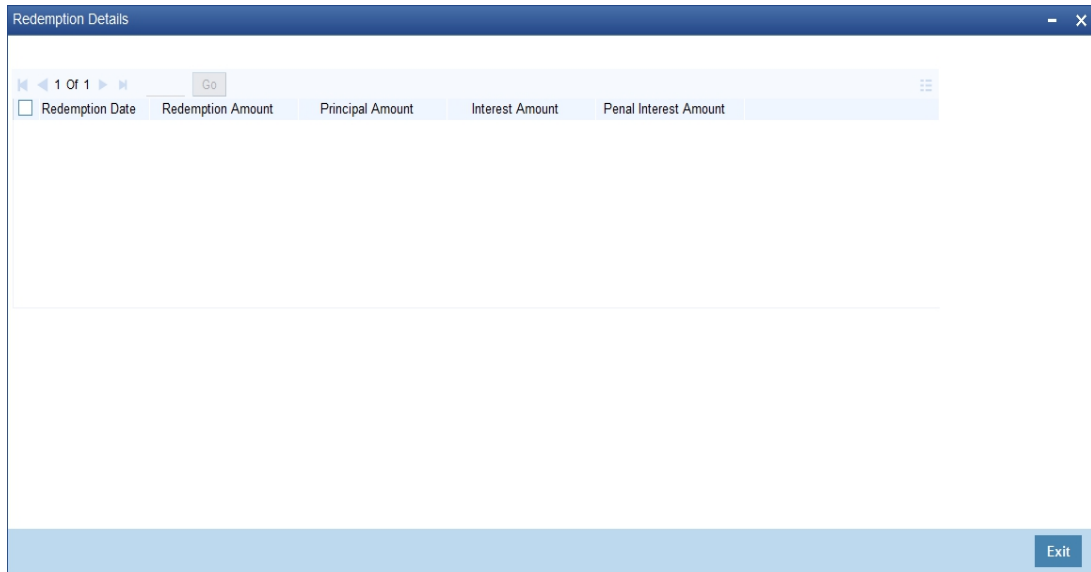 Redemption Details
1 Of 1 Go
Redemption Date Redemption Amount Principal Amount Interest Amount Penal Interest Amount
Exit